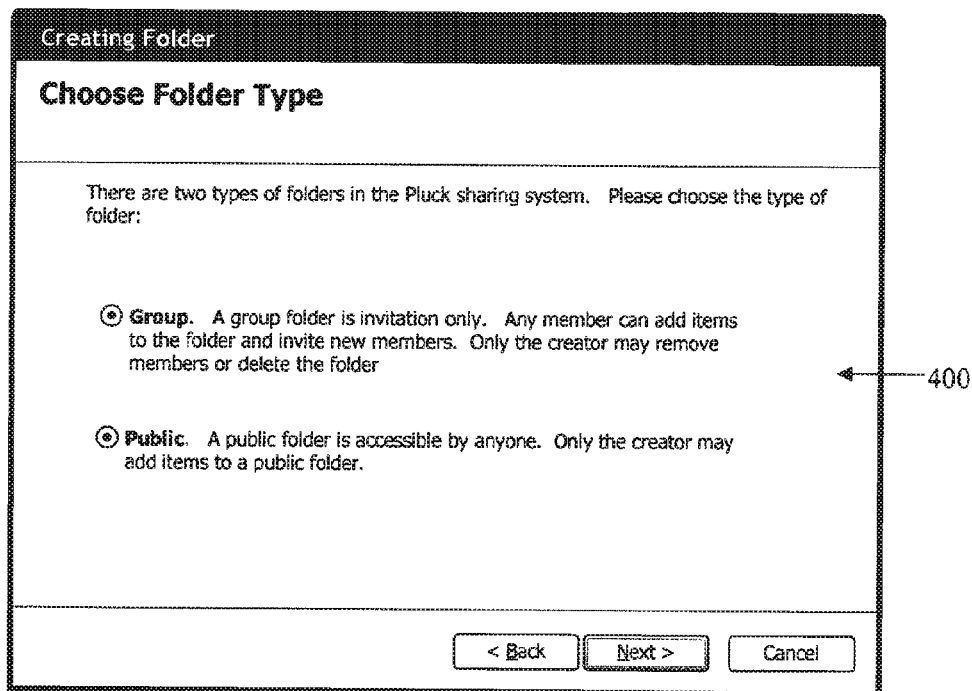 Creating Folder
Choose Folder Type
There are two types of folders in the Pluck sharing system. Please choose the type of
folder:
Group. A group folder is invitation only. Any member can add items
to the folder and invite new members. Only the creator may remove
members or delete the folder
400
Public. A public folder is accessible by anyone. Only the creator may
add items to a public folder.
< Back
Next >
Cancel